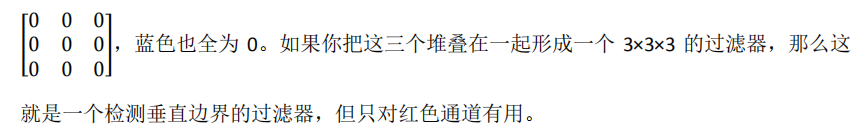 [0 0 0
0 0 0
0 0 0],蓝色也全为 0。如果你把这三个堆叠在一起形成一个 3×3×3 的过滤器，那么这
就是一个检测垂直边界的过滤器，但只对红色通道有用。